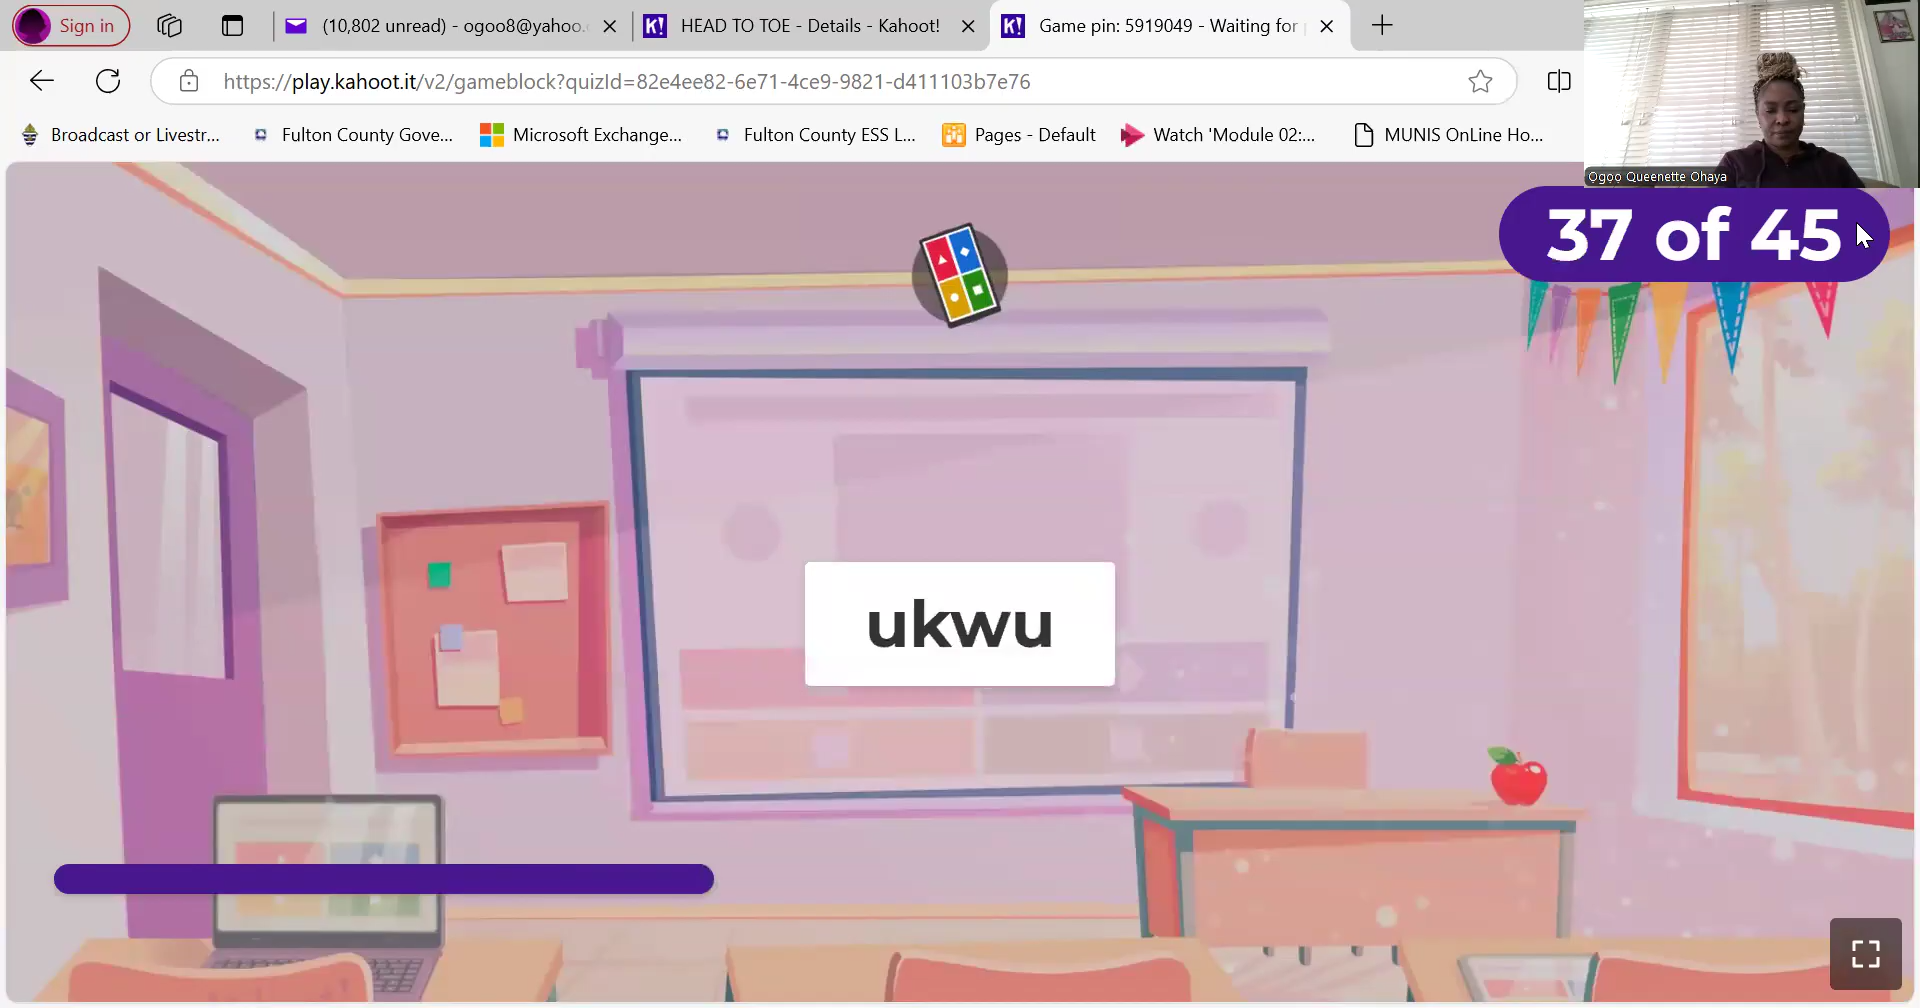 Sign in
(10,802 unread) - ogoo8@yahoo.
HEAD TO TOE - Details - Kahoot!
Game pin: 5919049 - Waiting for
https://play.kahoot.it/v2/gameblock?quizId=82e4ee82-6e71-4ce9-9821-d411103b7e76
Broadcast or Livestr...
Fulton County Gove...
Microsoft Exchange...
Fulton County ESS L...
Pages - Default
Watch 'Module 02:...
MUNIS OnLine Ho...
Ọgọọ Queenette Ohaya
37 of 45
ukwu